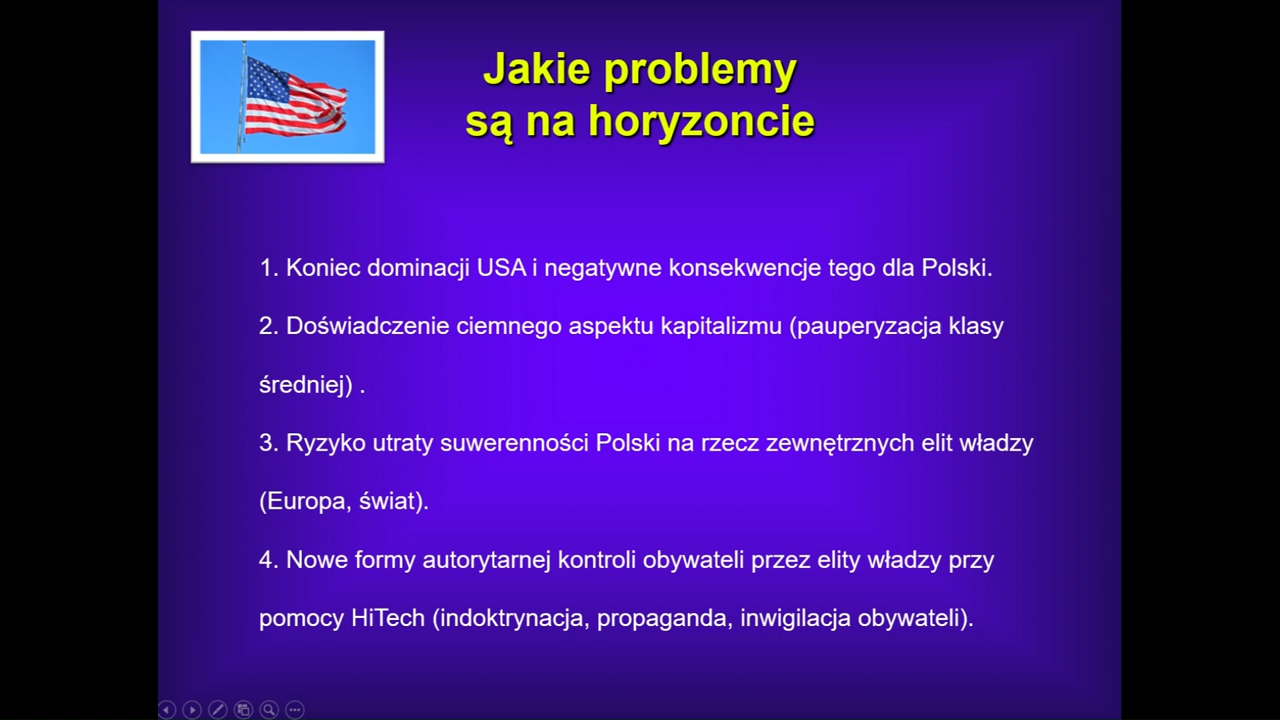 Jakie problemy
są na horyzoncie
1. Koniec dominacji USA i negatywne konsekwencje tego dla Polski.
2. Doświadczenie ciemnego aspektu kapitalizmu (pauperyzacja klasy
średniej) .
3. Ryzyko utraty suwerenności Polski na rzecz zewnętrznych elit władzy
(Europa, świat).
4. Nowe formy autorytarnej kontroli obywateli przez elity władzy przy
pomocy HiTech (indoktrynacja, propaganda, inwigilacja obywateli).